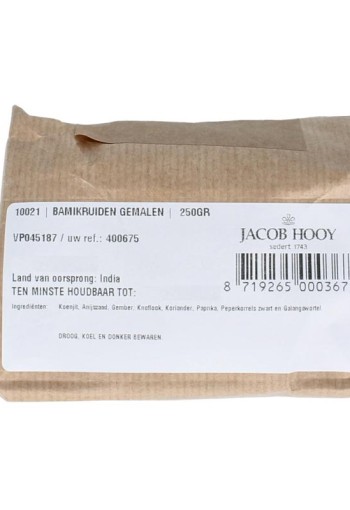 10021 | BAMIKRUIDEN GEMALEN | 250GR
JACOB HOOY
sedert 1743
VP045187 / uw ref.: 400675
Land van oorsprong: India
TEN MINSTE HOUDBAAR TOT:
8 719265 000367
Ingrediënten: Koenjit, Anijszaad, Gember, Knoflook, Koriander, Paprika, Peperkorrels zwart en Galangawortel
DROOG, KOEL EN DONKER BEWAREN.